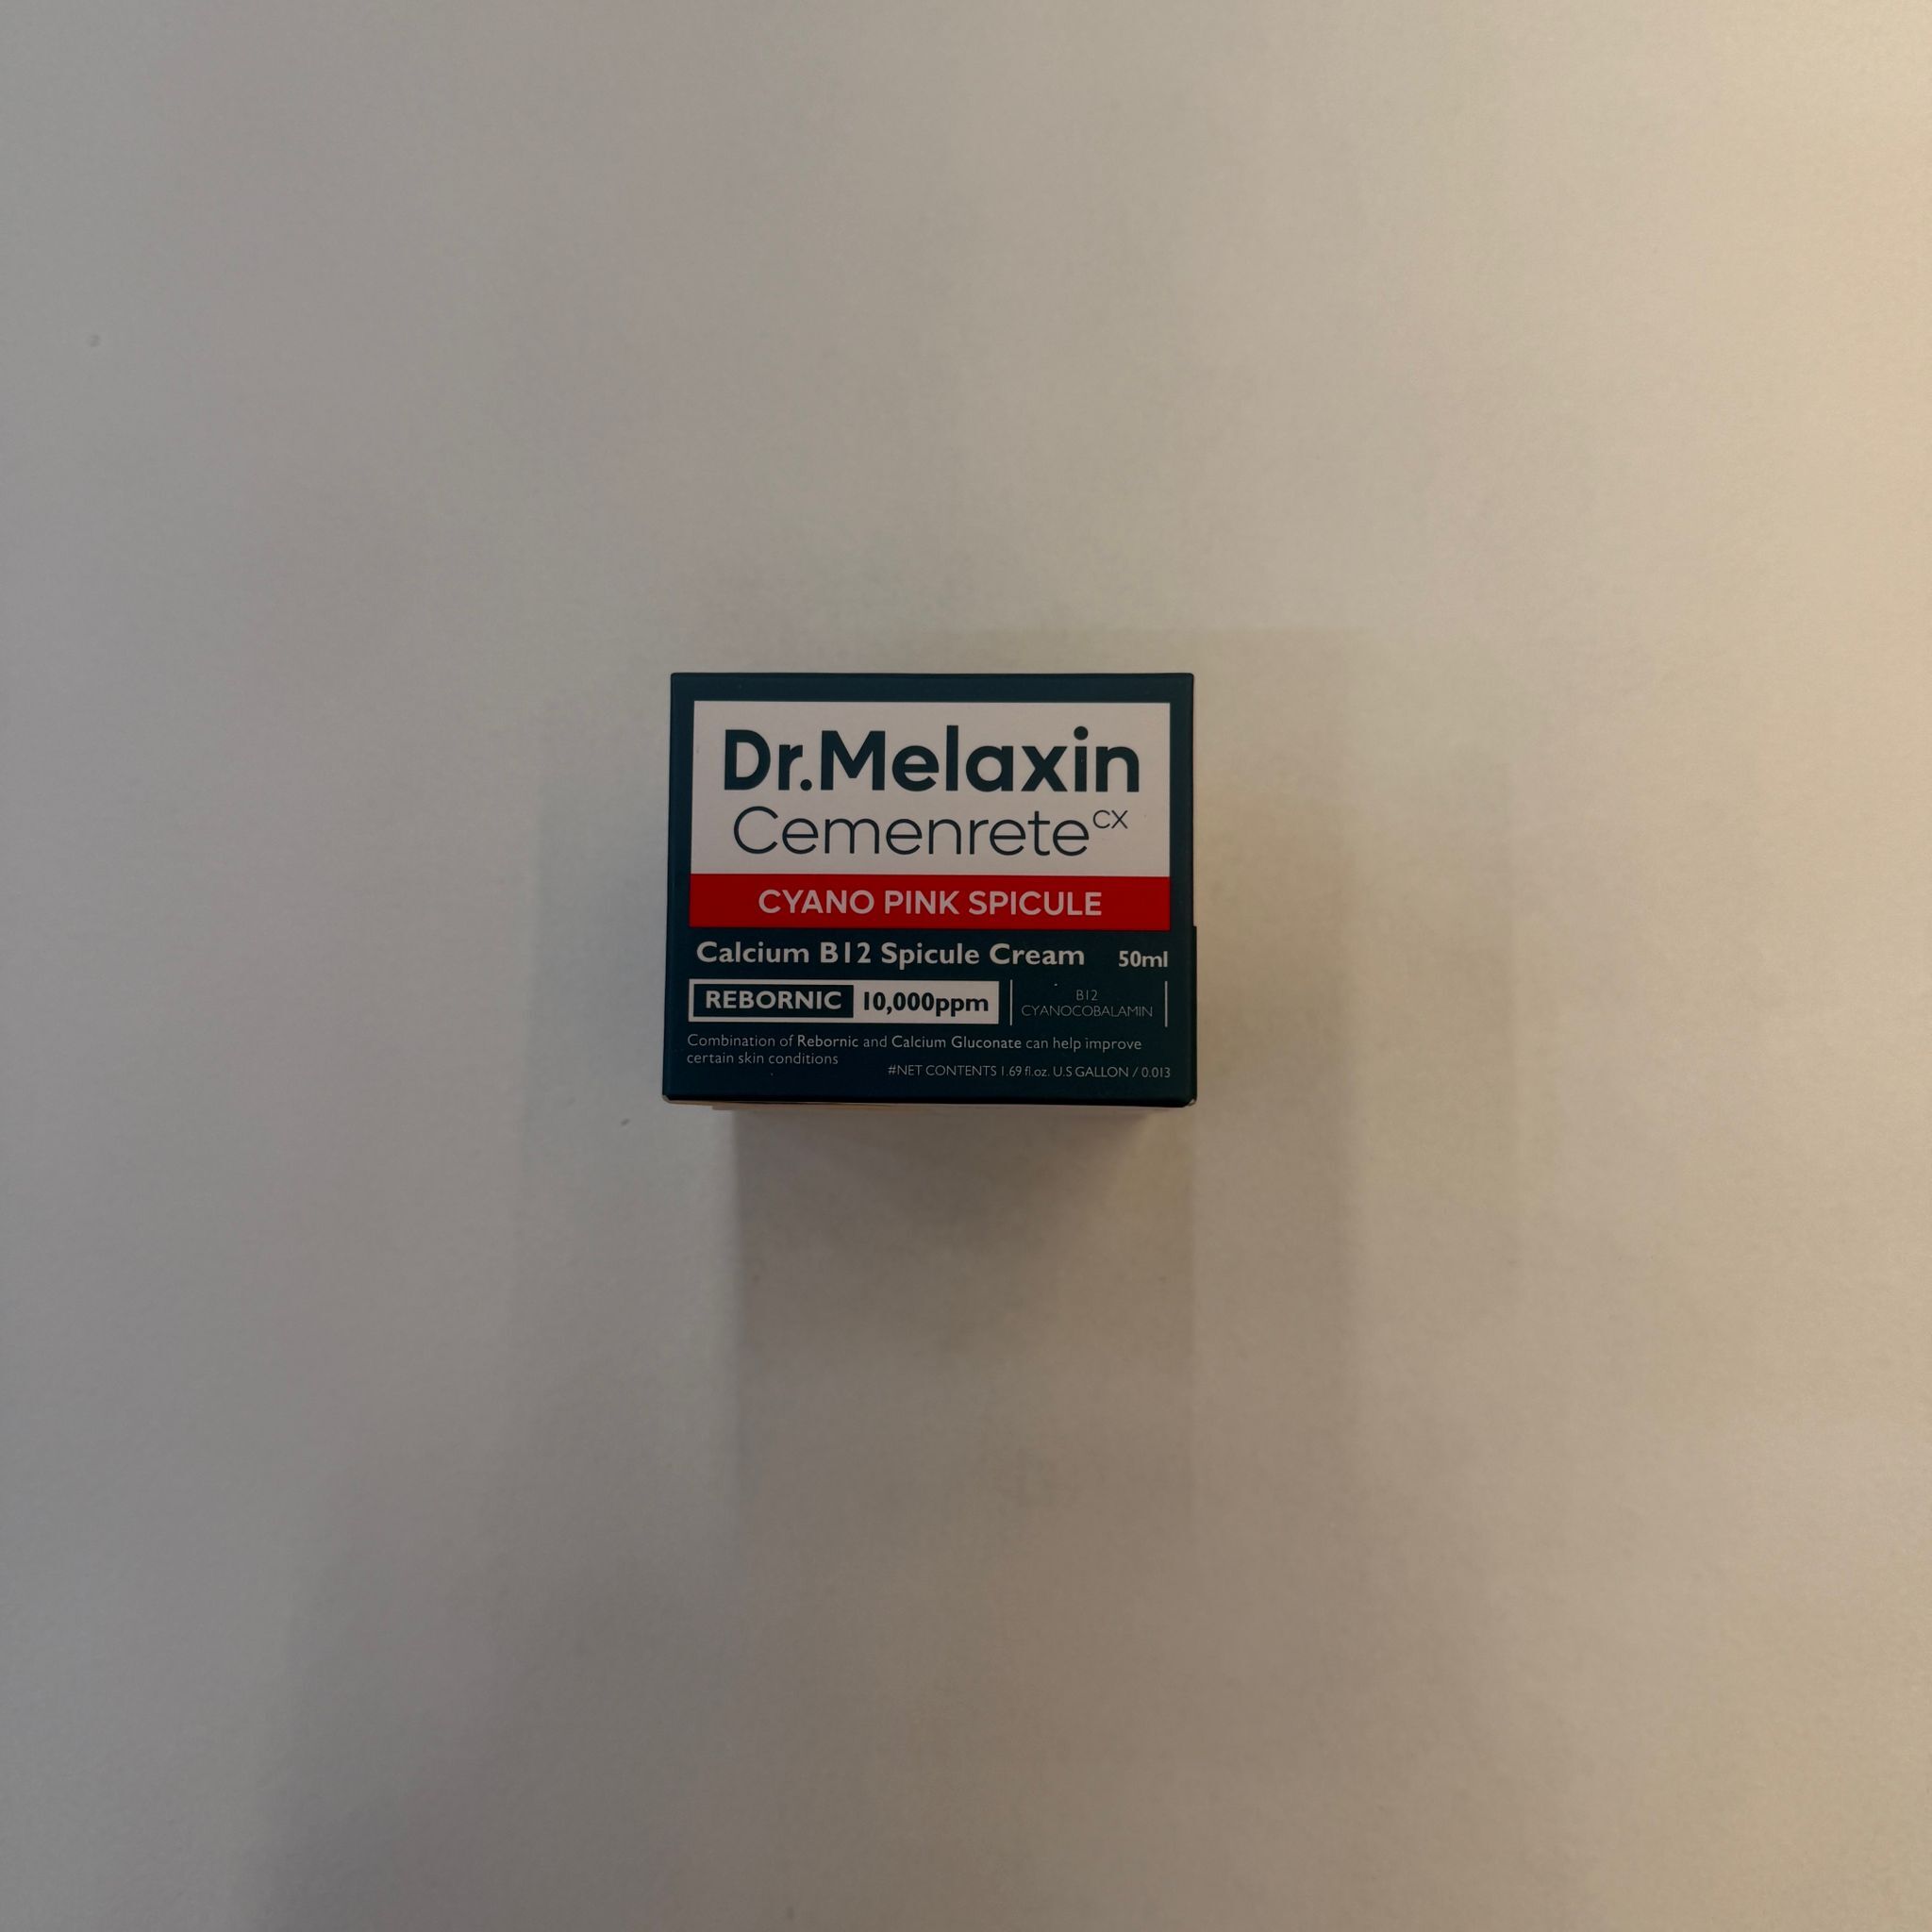 Dr.Melaxin
Cemenrete CX
CYANO PINK SPICULE
Calcium B12 Spicule Cream 50ml
REBORNIC 10,000ppm
B12
CYANOCOBALAMIN
Combination of Rebornic and Calcium Gluconate can help improve
certain skin conditions
#NET CONTENTS 1.69 fl.oz. U.S GALLON / 0.013